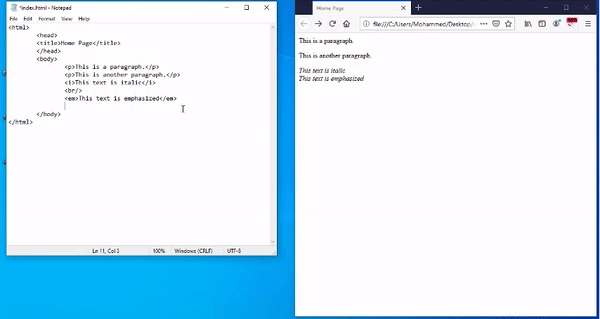 *index.html - Notepad
File Edit Format View Help
<html>
<head>
<title>Home Page</title>
</head>
<body>
<p>This is a paragraph.</p>
<p>This is another paragraph.</p>
<i>This text is italic</i>
<br/>
<em>This text is emphasized</em>
</body>
</html>
Ln 11, Col 3 100% Windows (CRLF) UTF-8
Home Page
file:///C:/Users/Mohammed/Desktop/
This is a paragraph.
This is another paragraph.
This text is italic
This text is emphasized